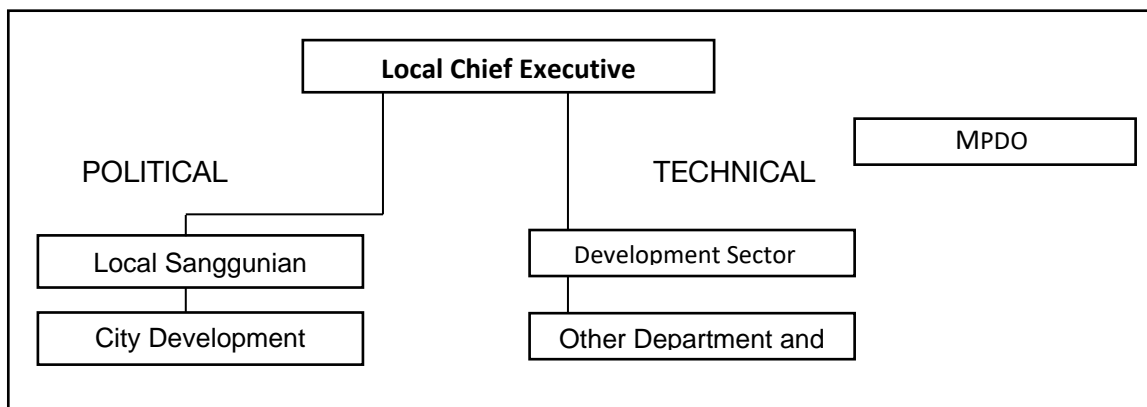 Local Chief Executive
MPDO
POLITICAL
TECHNICAL
Local Sanggunian
Development Sector
City Development
Other Department and